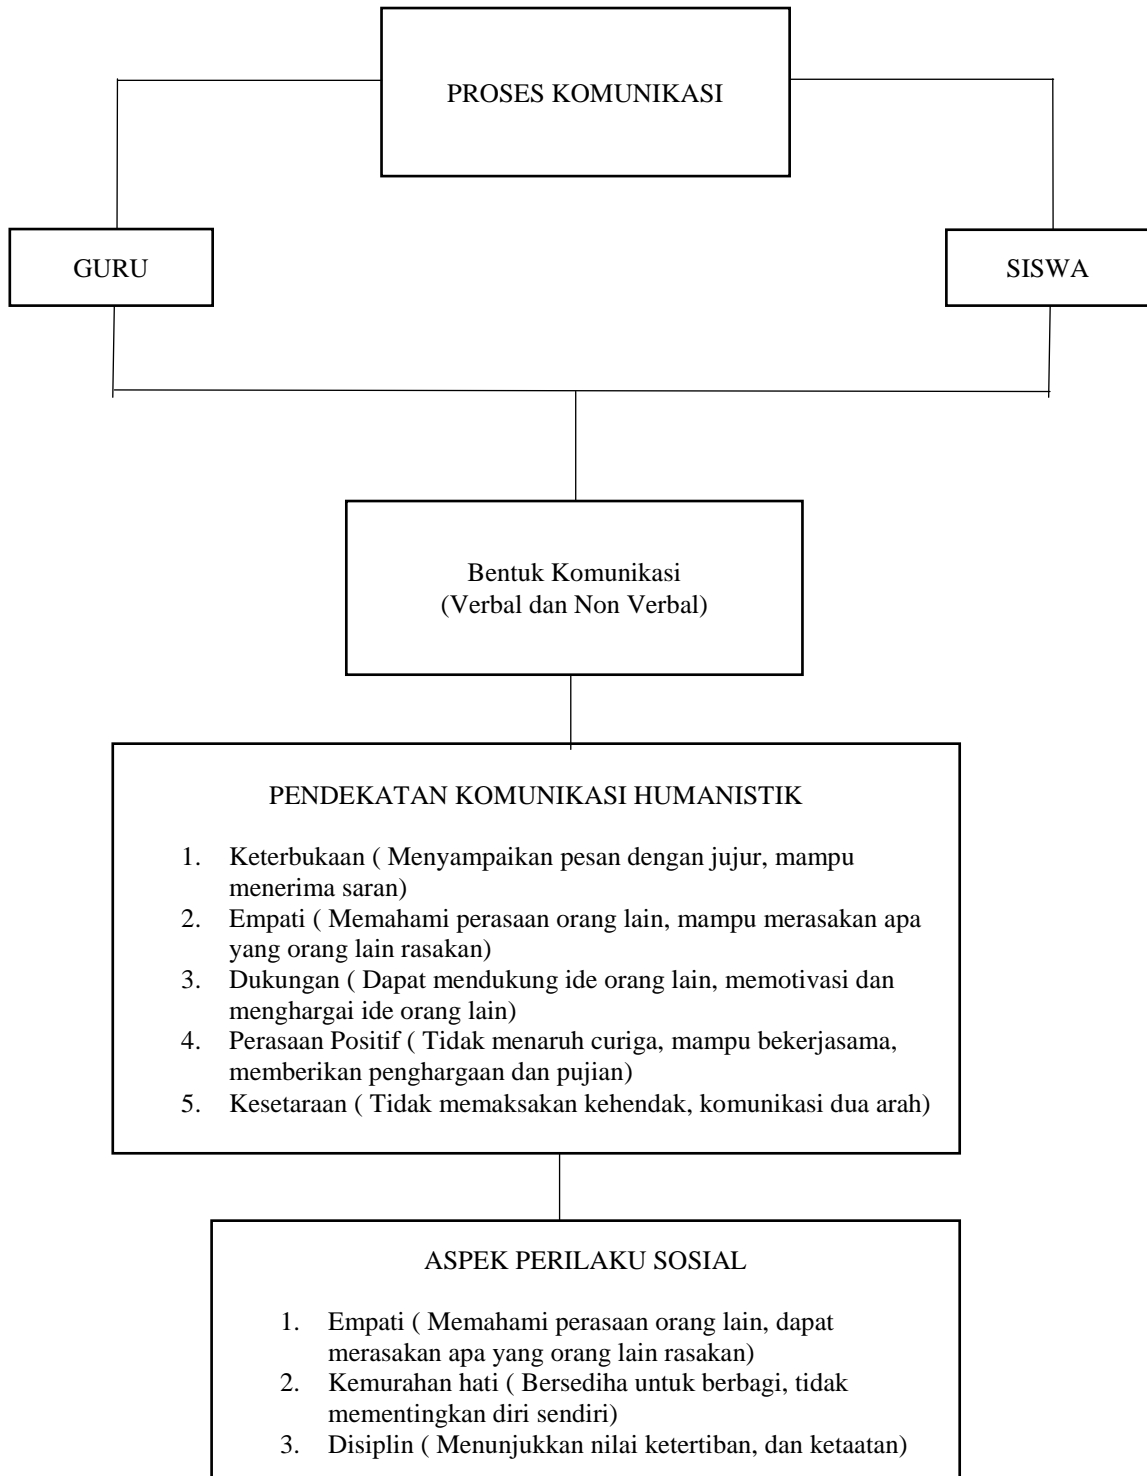 PROSES KOMUNIKASI
GURU
SISWA
Bentuk Komunikasi
(Verbal dan Non Verbal)
PENDEKATAN KOMUNIKASI HUMANISTIK
1. Keterbukaan ( Menyampaikan pesan dengan jujur, mampu
menerima saran)
2. Empati ( Memahami perasaan orang lain, mampu merasakan apa
yang orang lain rasakan)
3. Dukungan ( Dapat mendukung ide orang lain, memotivasi dan
menghargai ide orang lain)
4. Perasaan Positif ( Tidak menaruh curiga, mampu bekerjasama,
memberikan penghargaan dan pujian)
5. Kesetaraan ( Tidak memaksakan kehendak, komunikasi dua arah)
ASPEK PERILAKU SOSIAL
1. Empati ( Memahami perasaan orang lain, dapat
merasakan apa yang orang lain rasakan)
2. Kemurahan hati ( Bersediha untuk berbagi, tidak
mementingkan diri sendiri)
3. Disiplin ( Menunjukkan nilai ketertiban, dan ketaatan)